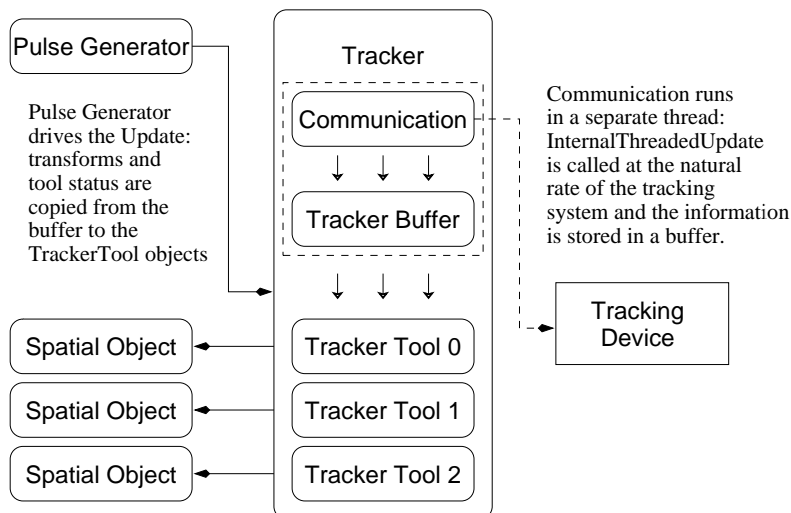 Pulse Generator
Pulse Generator
drives the Update:
transforms and
tool status are
copied from the
buffer to the
TrackerTool objects
Tracker
Communication
Tracker Buffer
Communication runs
in a separate thread:
InternalThreadedUpdate
is called at the natural
rate of the tracking
system and the information
is stored in a buffer.
Tracking
Device
Spatial Object
Tracker Tool 0
Spatial Object
Tracker Tool 1
Spatial Object
Tracker Tool 2